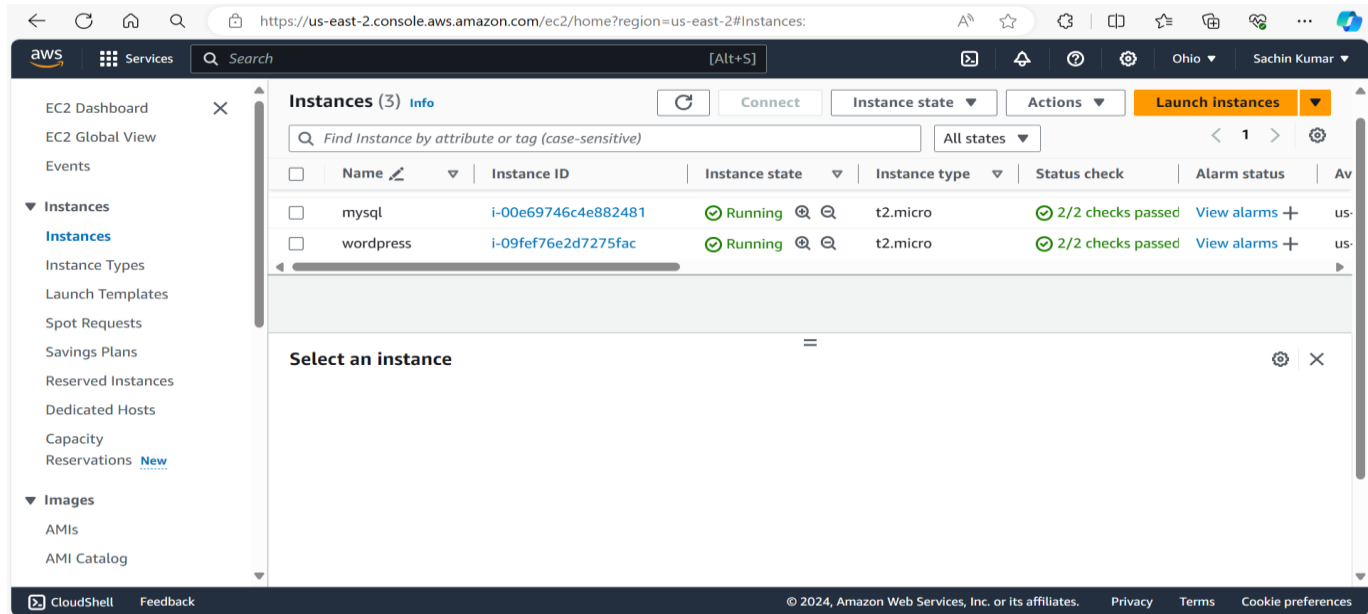 https://us-east-2.console.aws.amazon.com/ec2/home?region=us-east-2#Instances:
aws Services Search [Alt+S] Ohio Sachin Kumar
EC2 Dashboard
EC2 Global View
Events
Instances
Instances
Instance Types
Launch Templates
Spot Requests
Savings Plans
Reserved Instances
Dedicated Hosts
Capacity
Reservations New
Images
AMIs
AMI Catalog
Instances (3) Info Connect Instance state Actions Launch instances
Find Instance by attribute or tag (case-sensitive) All states 1
Name Instance ID Instance state Instance type Status check Alarm status Av
mysql i-00e69746c4e882481 Running t2.micro 2/2 checks passed View alarms + us-
wordpress i-09fef76e2d7275fac Running t2.micro 2/2 checks passed View alarms + us-
Select an instance
CloudShell Feedback © 2024, Amazon Web Services, Inc. or its affiliates. Privacy Terms Cookie preferences